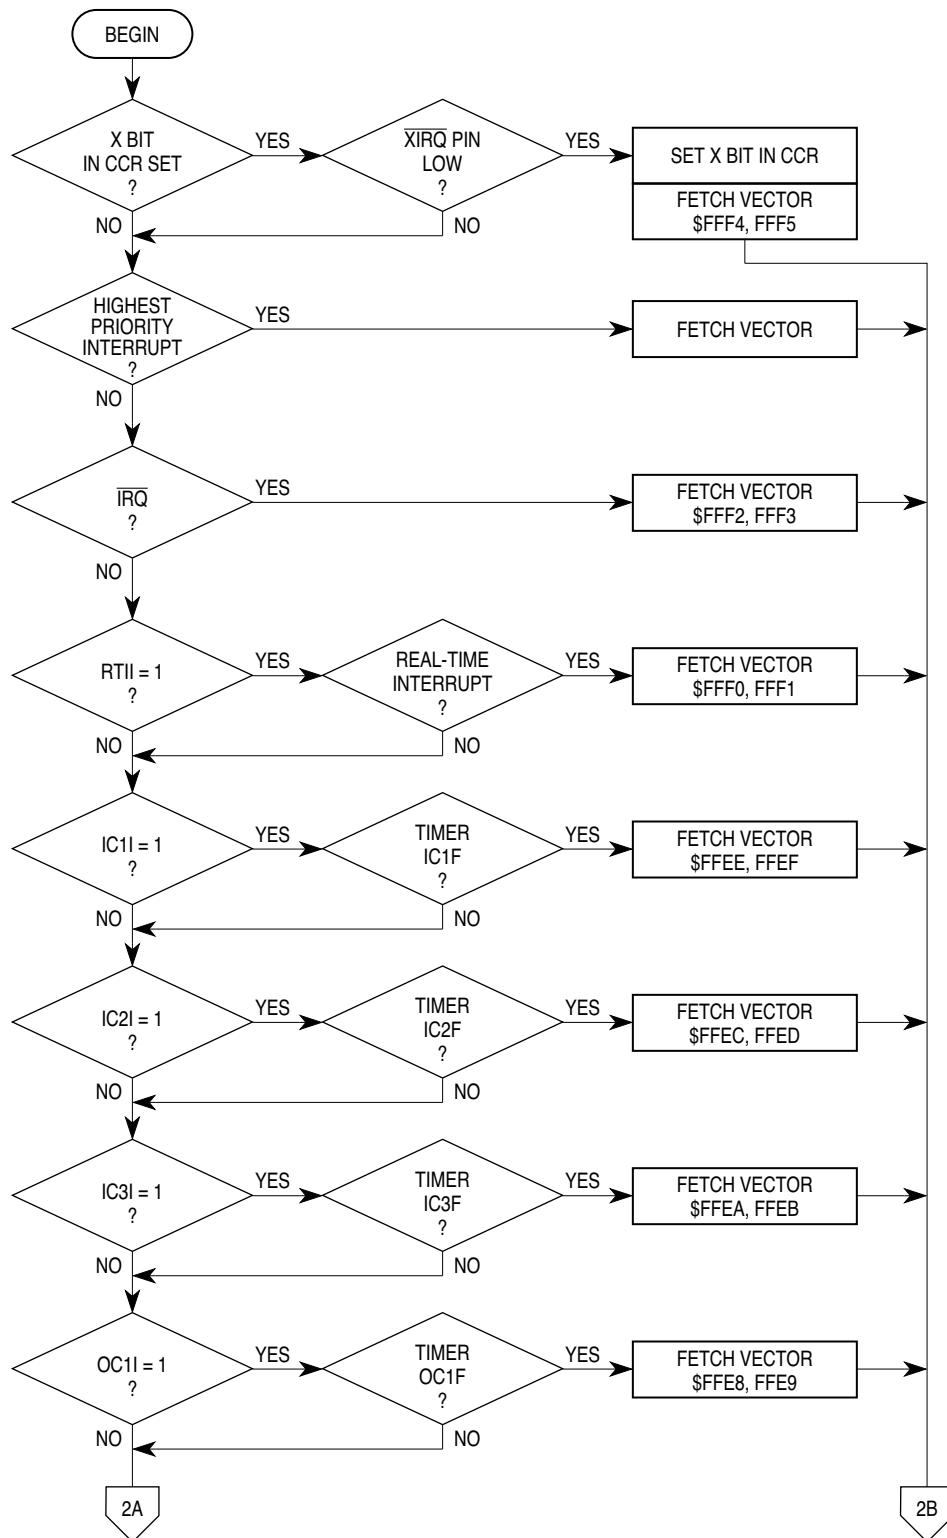 BEGIN
X BIT
IN CCR SET
?
YES
XIRQ PIN
LOW
?
YES
SET X BIT IN CCR
FETCH VECTOR
$FFF4, FFF5
NO
NO
HIGHEST
PRIORITY
INTERRUPT
?
YES
FETCH VECTOR
NO
IRQ
?
YES
FETCH VECTOR
$FFF2, FFF3
NO
RTII = 1
?
YES
REAL-TIME
INTERRUPT
?
YES
FETCH VECTOR
$FFF0, FFF1
NO
NO
IC1I = 1
?
YES
TIMER
IC1F
?
YES
FETCH VECTOR
$FFEE, FFEF
NO
NO
IC2I = 1
?
YES
TIMER
IC2F
?
YES
FETCH VECTOR
$FFEC, FFED
NO
NO
IC3I = 1
?
YES
TIMER
IC3F
?
YES
FETCH VECTOR
$FFEA, FFEB
NO
NO
OC1I = 1
?
YES
TIMER
OC1F
?
YES
FETCH VECTOR
$FFE8, FFE9
NO
NO
2A
2B